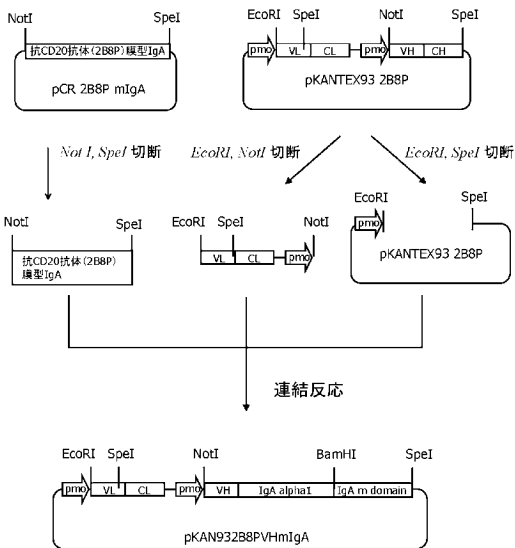 NotI SpeI
抗CD20抗体(2B8P)膜型IgA
pCR 2B8P mIgA
EcoRI SpeI NotI SpeI
pmo VL CL pmo VH CH
pKANTEX93 2B8P
Not I, SpeI 切断
EcoRI, NotI 切断
EcoRI, SpeI 切断
NotI SpeI
抗CD20抗体(2B8P)
膜型IgA
EcoRI SpeI NotI
VL CL pmo
EcoRI SpeI
pmo
pKANTEX93 2B8P
連結反応
EcoRI SpeI NotI BamHI SpeI
pmo VL CL pmo VH IgA alpha1 IgA m domain
pKAN932B8PVHmIgA